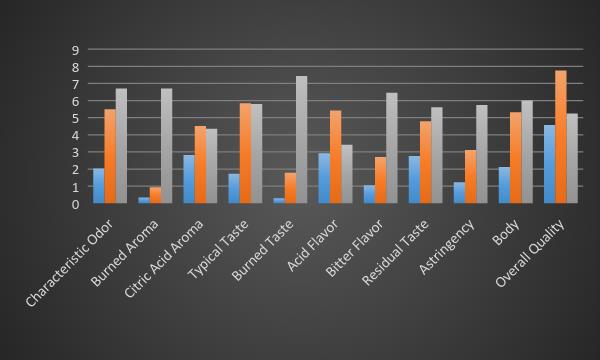 9
8
7
6
5
4
3
2
1
0
Characteristic Odor
Burned Aroma
Citric Acid Aroma
Typical Taste
Burned Taste
Acid Flavor
Bitter Flavor
Residual Taste
Astringency
Body
Overall Quality